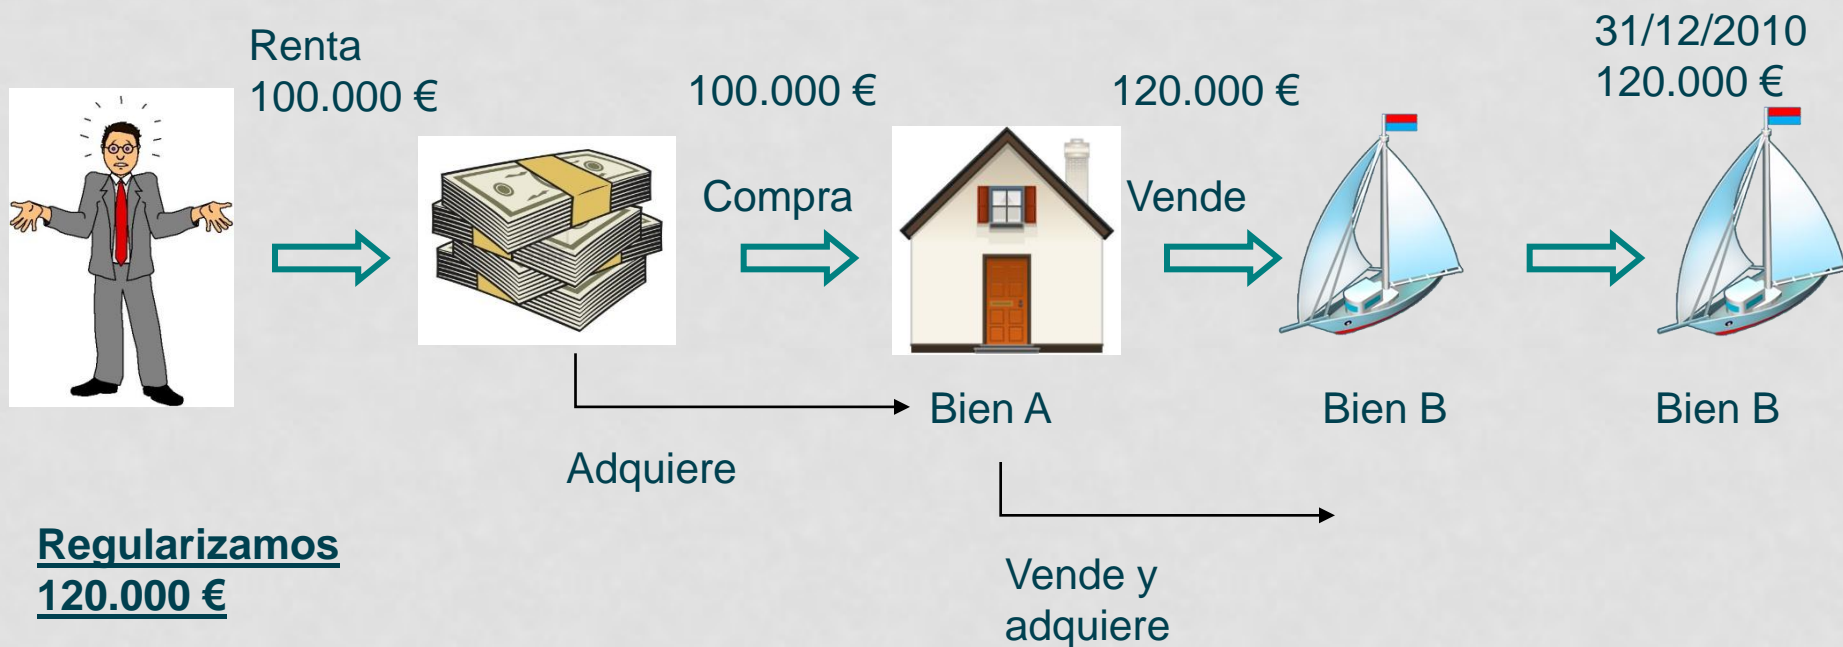 Renta
100.000 €
100.000 €
120.000 €
31/12/2010
120.000 €
Compra
Vende
Bien A
Bien B
Bien B
Adquiere
Vende y
adquiere
Regularizamos
120.000 €